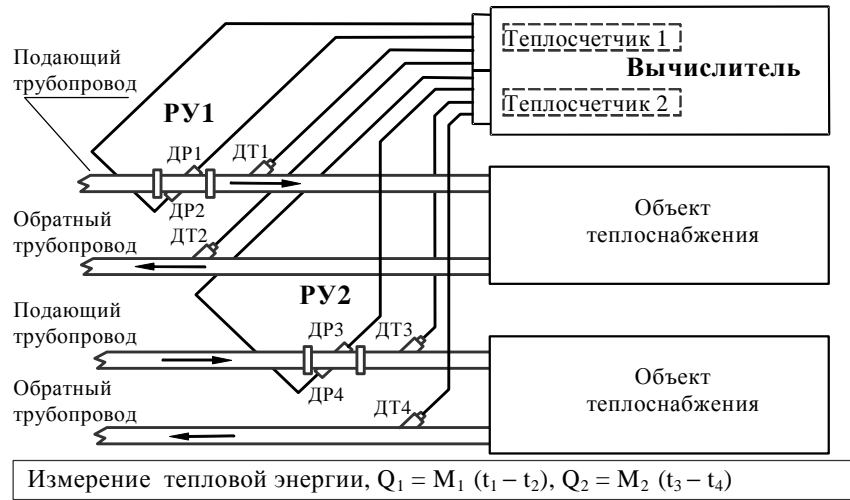 Теплосчетчик 1
Вычислитель
Теплосчетчик 2
Подающий
трубопровод
РУ1
ДР1
ДТ1
ДР2
Обратный
трубопровод
ДТ2
Объект
теплоснабжения
РУ2
Подающий
трубопровод
ДР3
ДТ3
ДР4
Обратный
трубопровод
ДТ4
Объект
теплоснабжения
Измерение тепловой энергии, Q₁ = M₁ (t₁ – t₂), Q₂ = M₂ (t₃ – t₄)